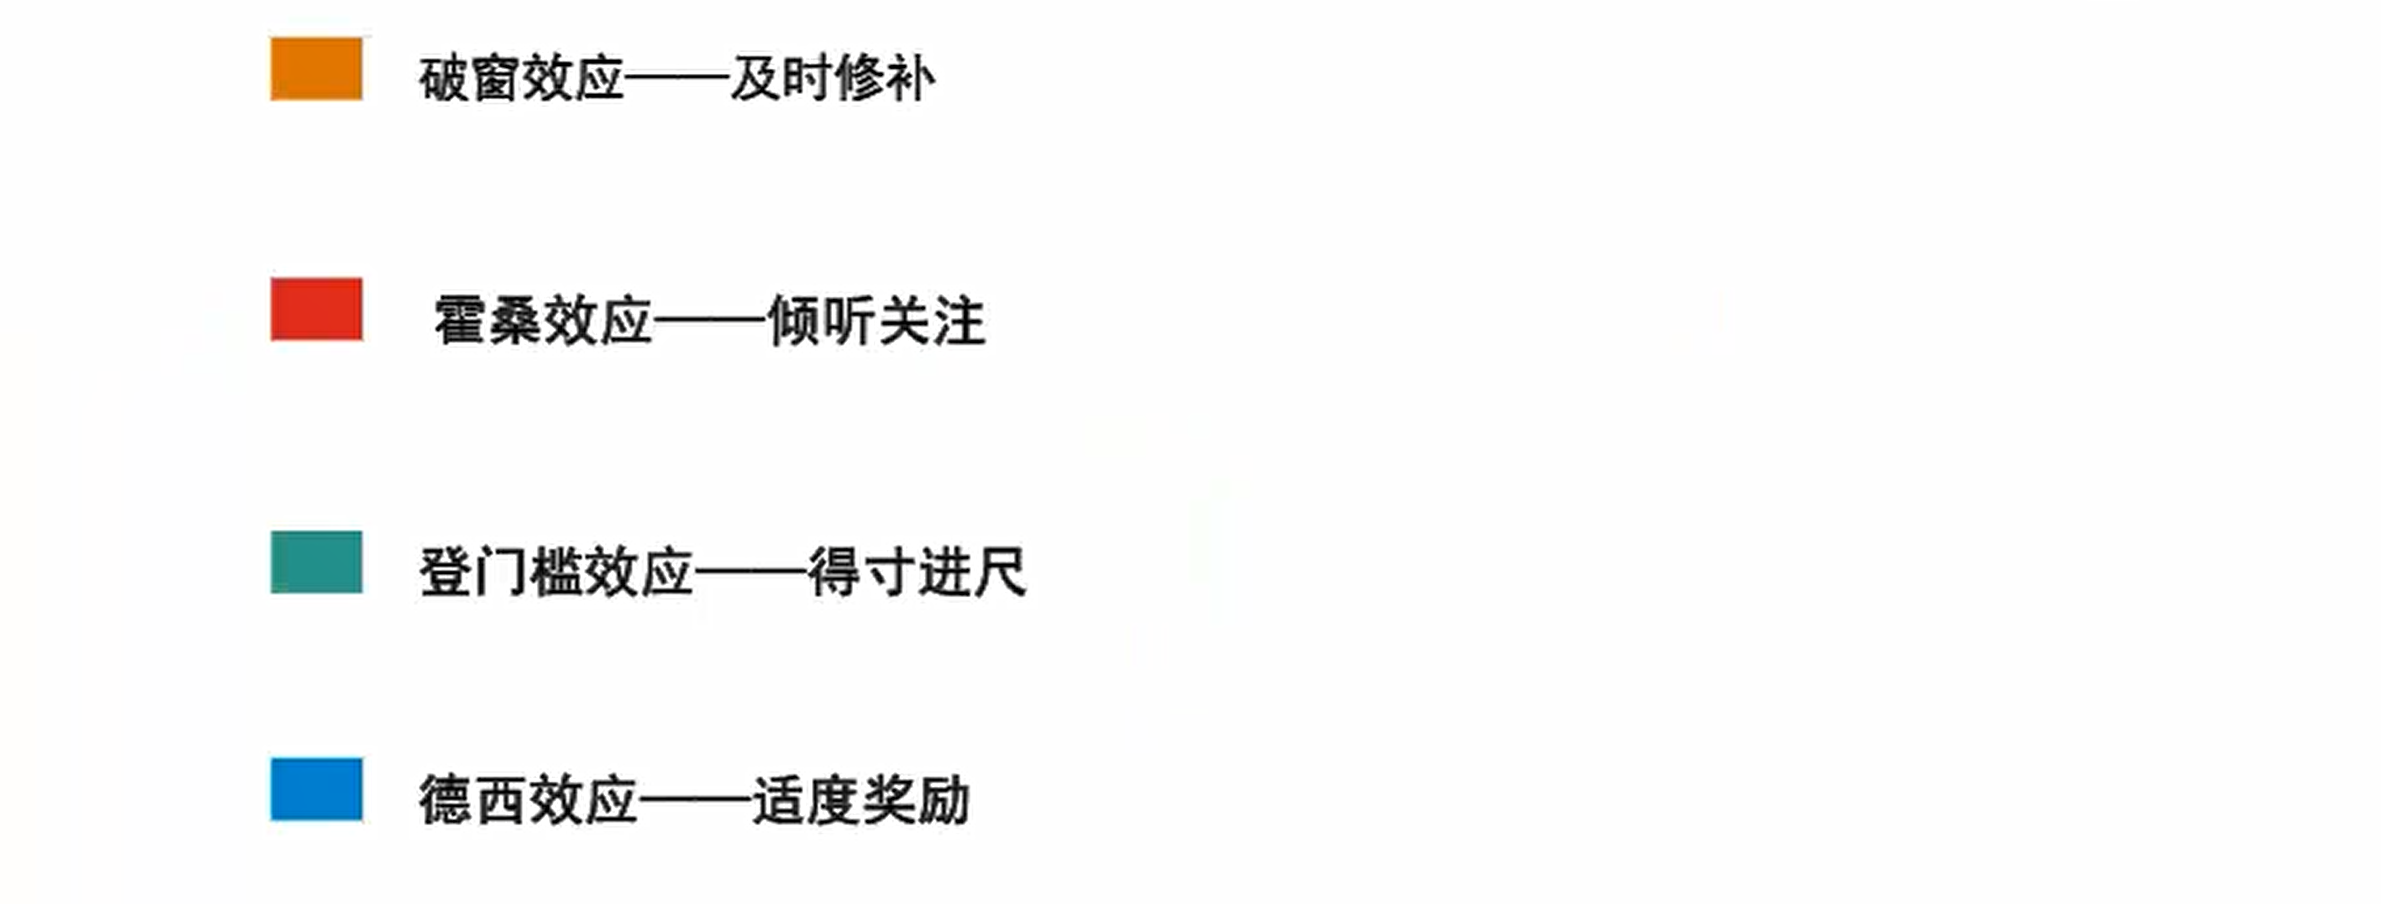 破窗效应——及时修补
霍桑效应——倾听关注
登门槛效应——得寸进尺
德西效应——适度奖励